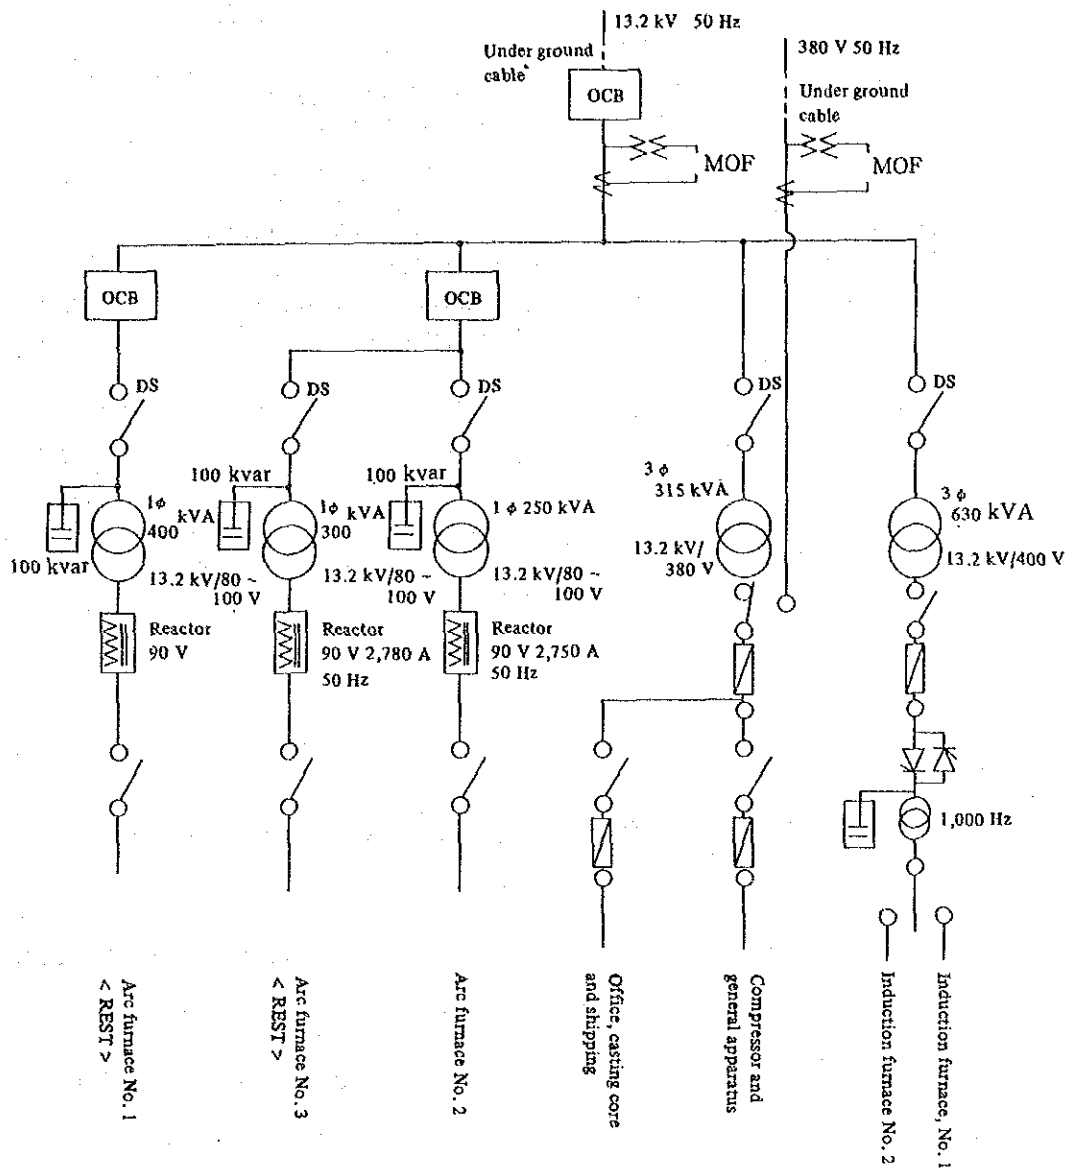 13.2 kV 50 Hz
Under ground
cable
OCB
MOF
380 V 50 Hz
Under ground
cable
MOF
OCB
OCB
DS
DS
DS
DS
100 kvar
1φ
400 kVA
13.2 kV/80 ~
100 V
Reactor
90 V
100 kvar
1φ
300 kVA
13.2 kV/80 ~
100 V
Reactor
90 V 2,780 A
50 Hz
100 kvar
1 φ 250 kVA
13.2 kV/80 ~
100 V
Reactor
90 V 2,750 A
50 Hz
3 φ
315 kVA
13.2 kV/
380 V
DS
3 φ
630 kVA
13.2 kV/400 V
1,000 Hz
Arc furnace No. 1
< REST >
Arc furnace No. 3
< REST >
Arc furnace No. 2
Office, casting core
and shipping
Compressor and
general apparatus
Induction furnace No. 2
Induction furnace, No. 1